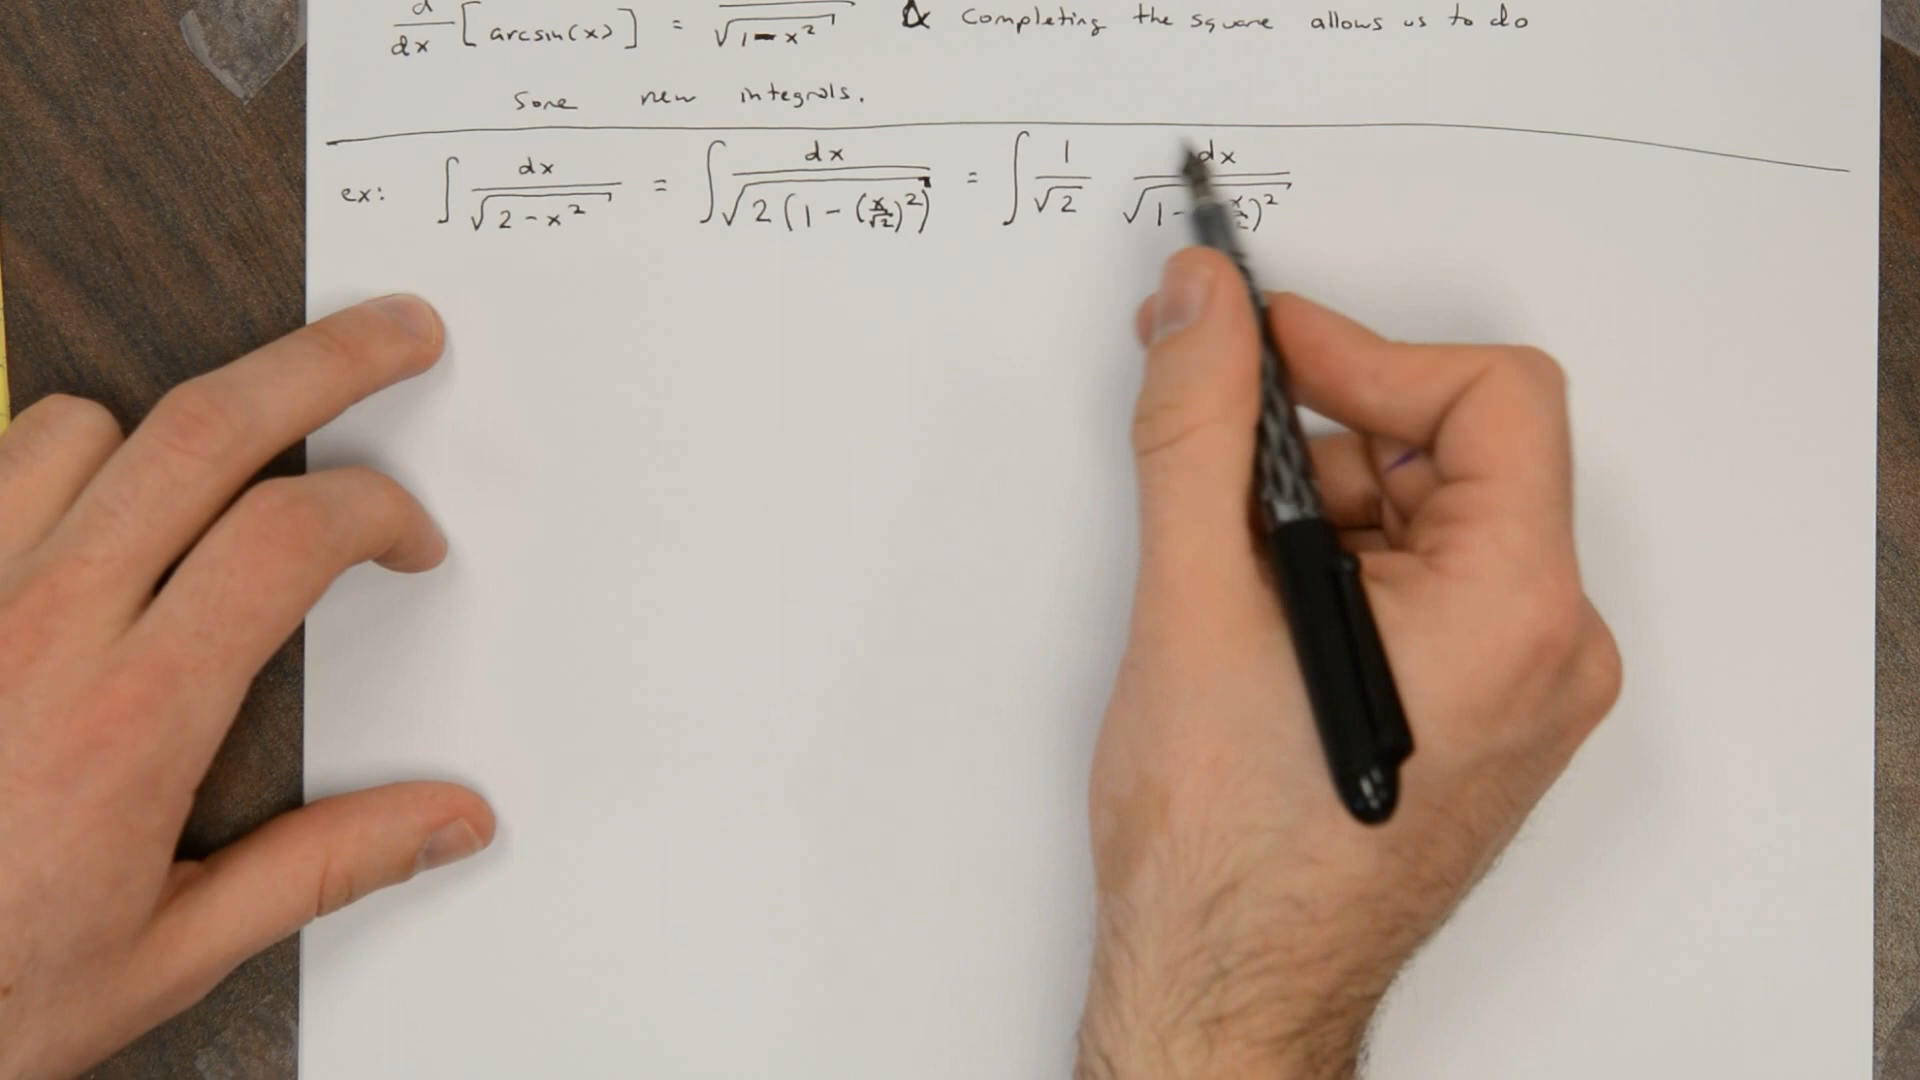 d/dx [arcsin(x)] = /√(1-x²) & Completing the square allows us to do
some new integrals.
ex: ∫ dx/√(2-x²) = ∫ dx/√(2(1-(x/√2)²)) = ∫ 1/√2 dx/√(1-(x/√2)²)